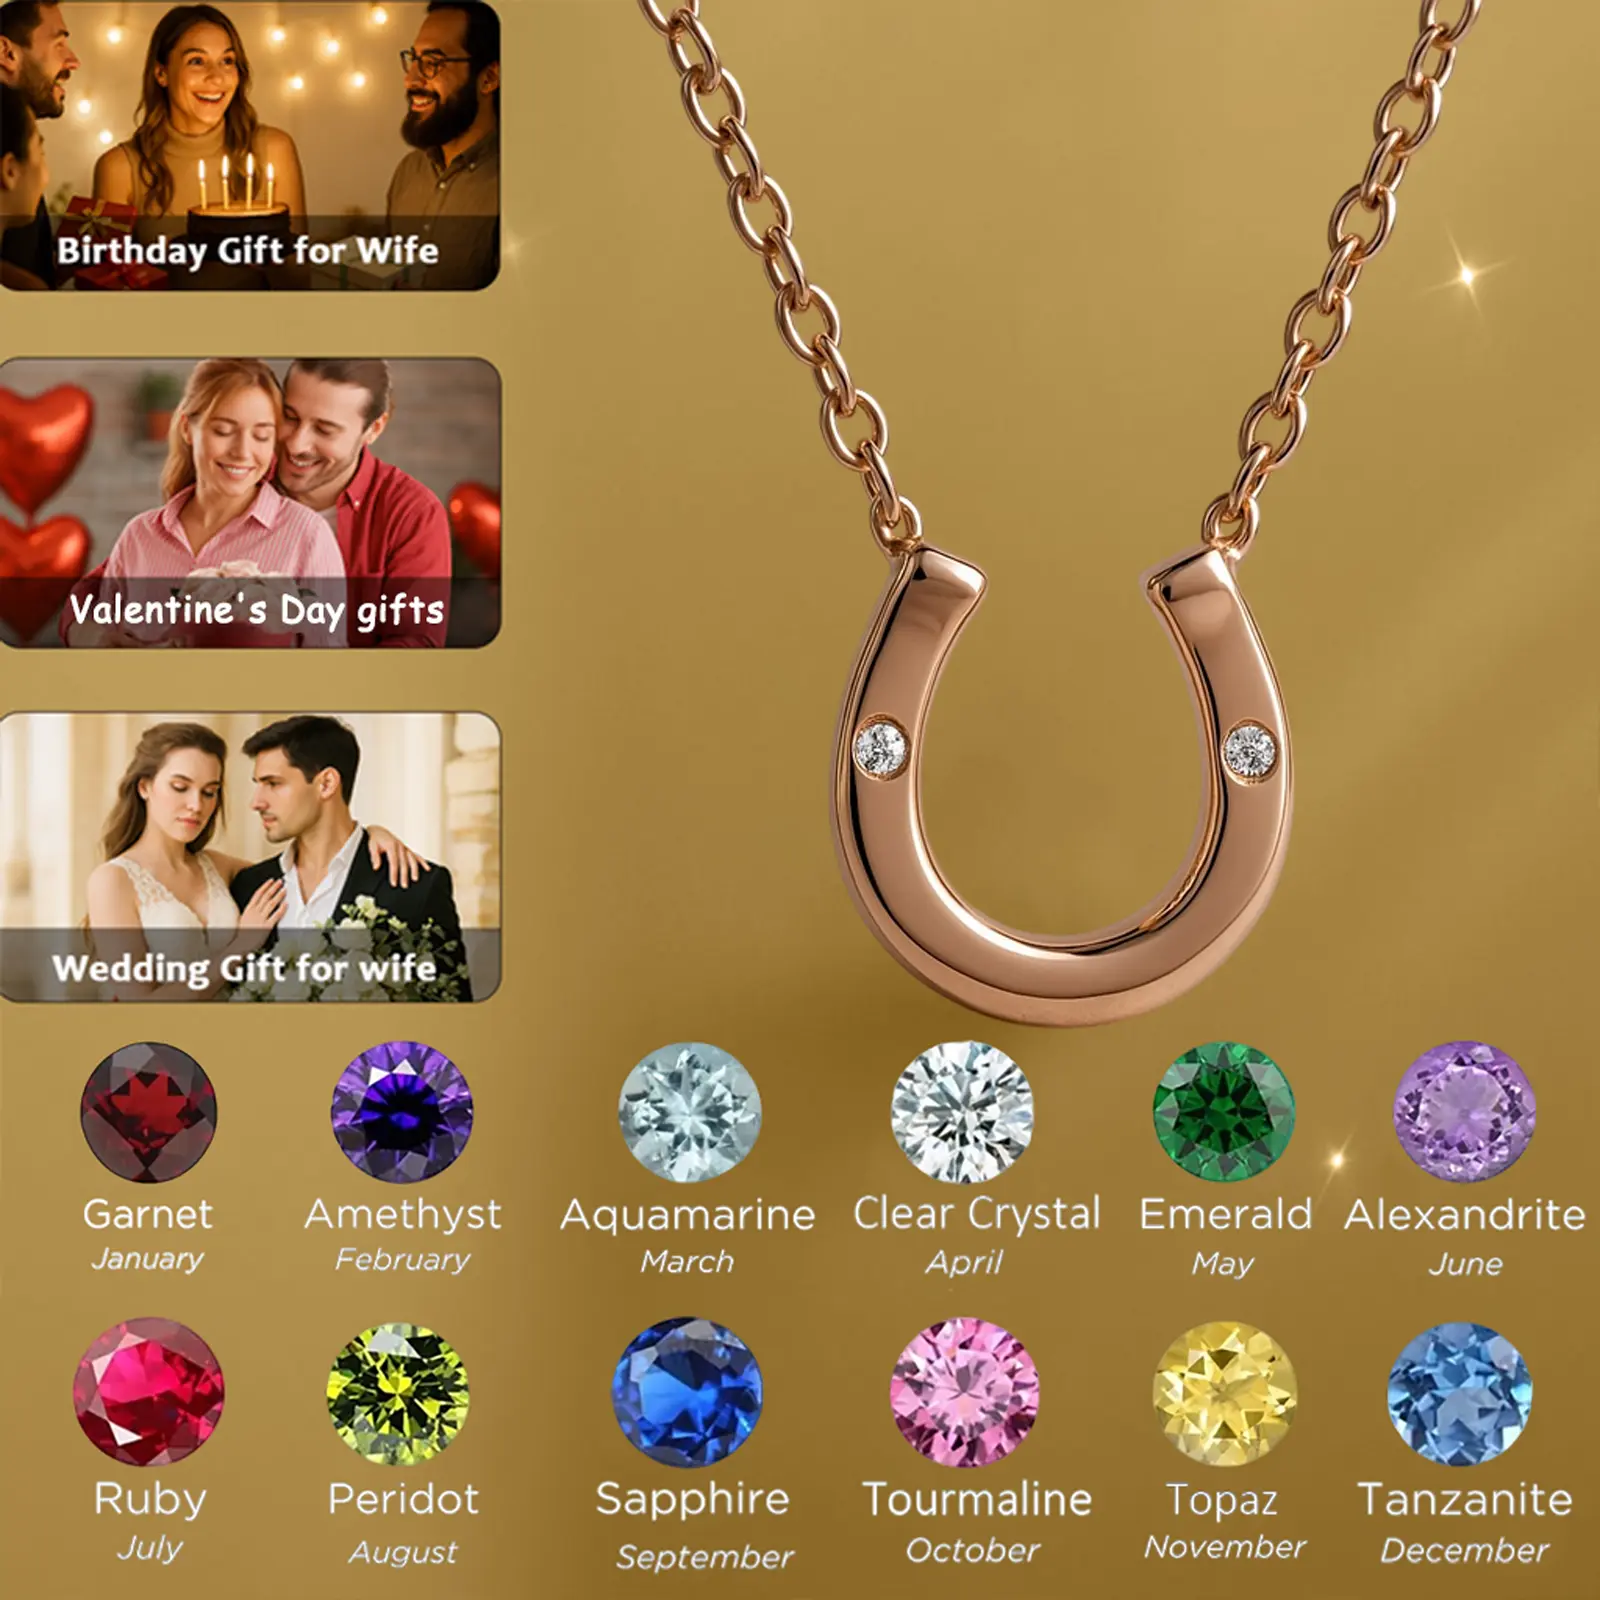 Birthday Gift for Wife
Valentine's Day gifts
Wedding Gift for wife
Garnet
January
Amethyst
February
Aquamarine
March
Clear Crystal
April
Emerald
May
Alexandrite
June
Ruby
July
Peridot
August
Sapphire
September
Tourmaline
October
Topaz
November
Tanzanite
December